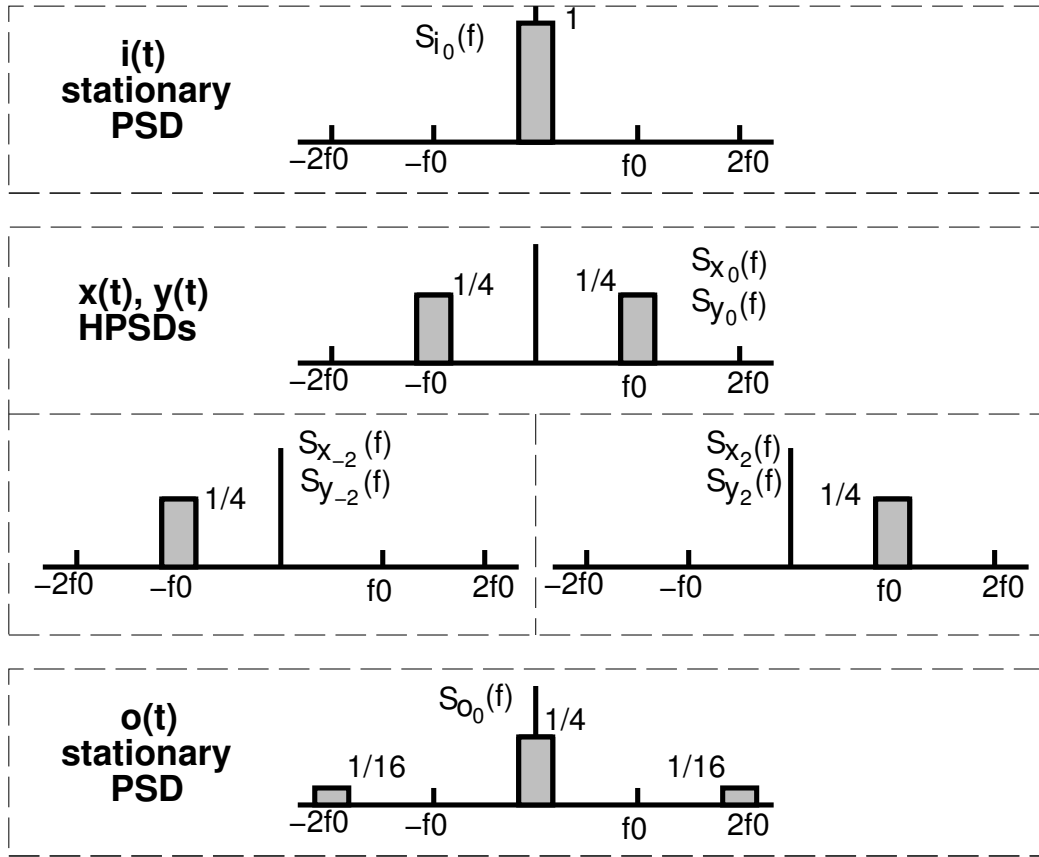 i(t)
stationary
PSD
S_{i_0}(f)
1
−2f0
−f0
f0
2f0
x(t), y(t)
HPSDs
1/4
1/4
S_{x_0}(f)
S_{y_0}(f)
−2f0
−f0
f0
2f0
S_{x_{−2}}(f)
S_{y_{−2}}(f)
1/4
−2f0
−f0
f0
2f0
S_{x_2}(f)
S_{y_2}(f)
1/4
−2f0
−f0
f0
2f0
o(t)
stationary
PSD
S_{o_0}(f)
1/4
1/16
1/16
−2f0
−f0
f0
2f0